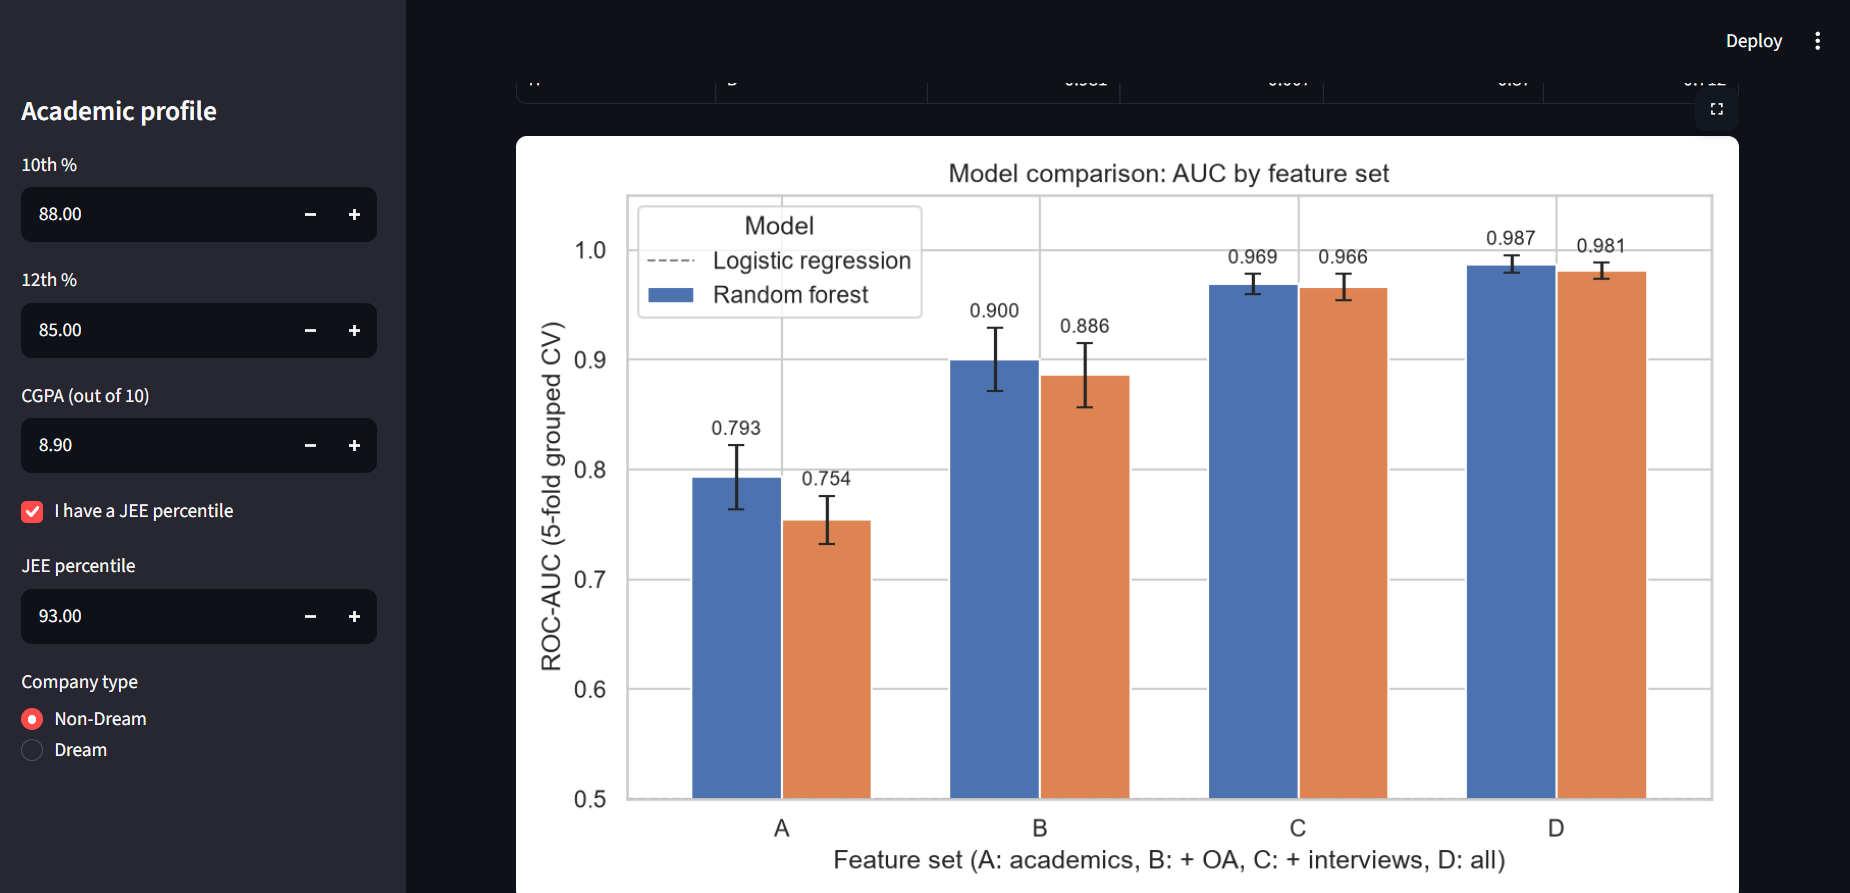 Deploy
Academic profile
10th %
88.00
12th %
85.00
CGPA (out of 10)
8.90
I have a JEE percentile
JEE percentile
93.00
Company type
Non-Dream
Dream
Model comparison: AUC by feature set
Model
Logistic regression
Random forest
ROC-AUC (5-fold grouped CV)
1.0
0.9
0.8
0.7
0.6
0.5
0.793
0.754
0.900
0.886
0.969
0.966
0.987
0.981
A
B
C
D
Feature set (A: academics, B: + OA, C: + interviews, D: all)